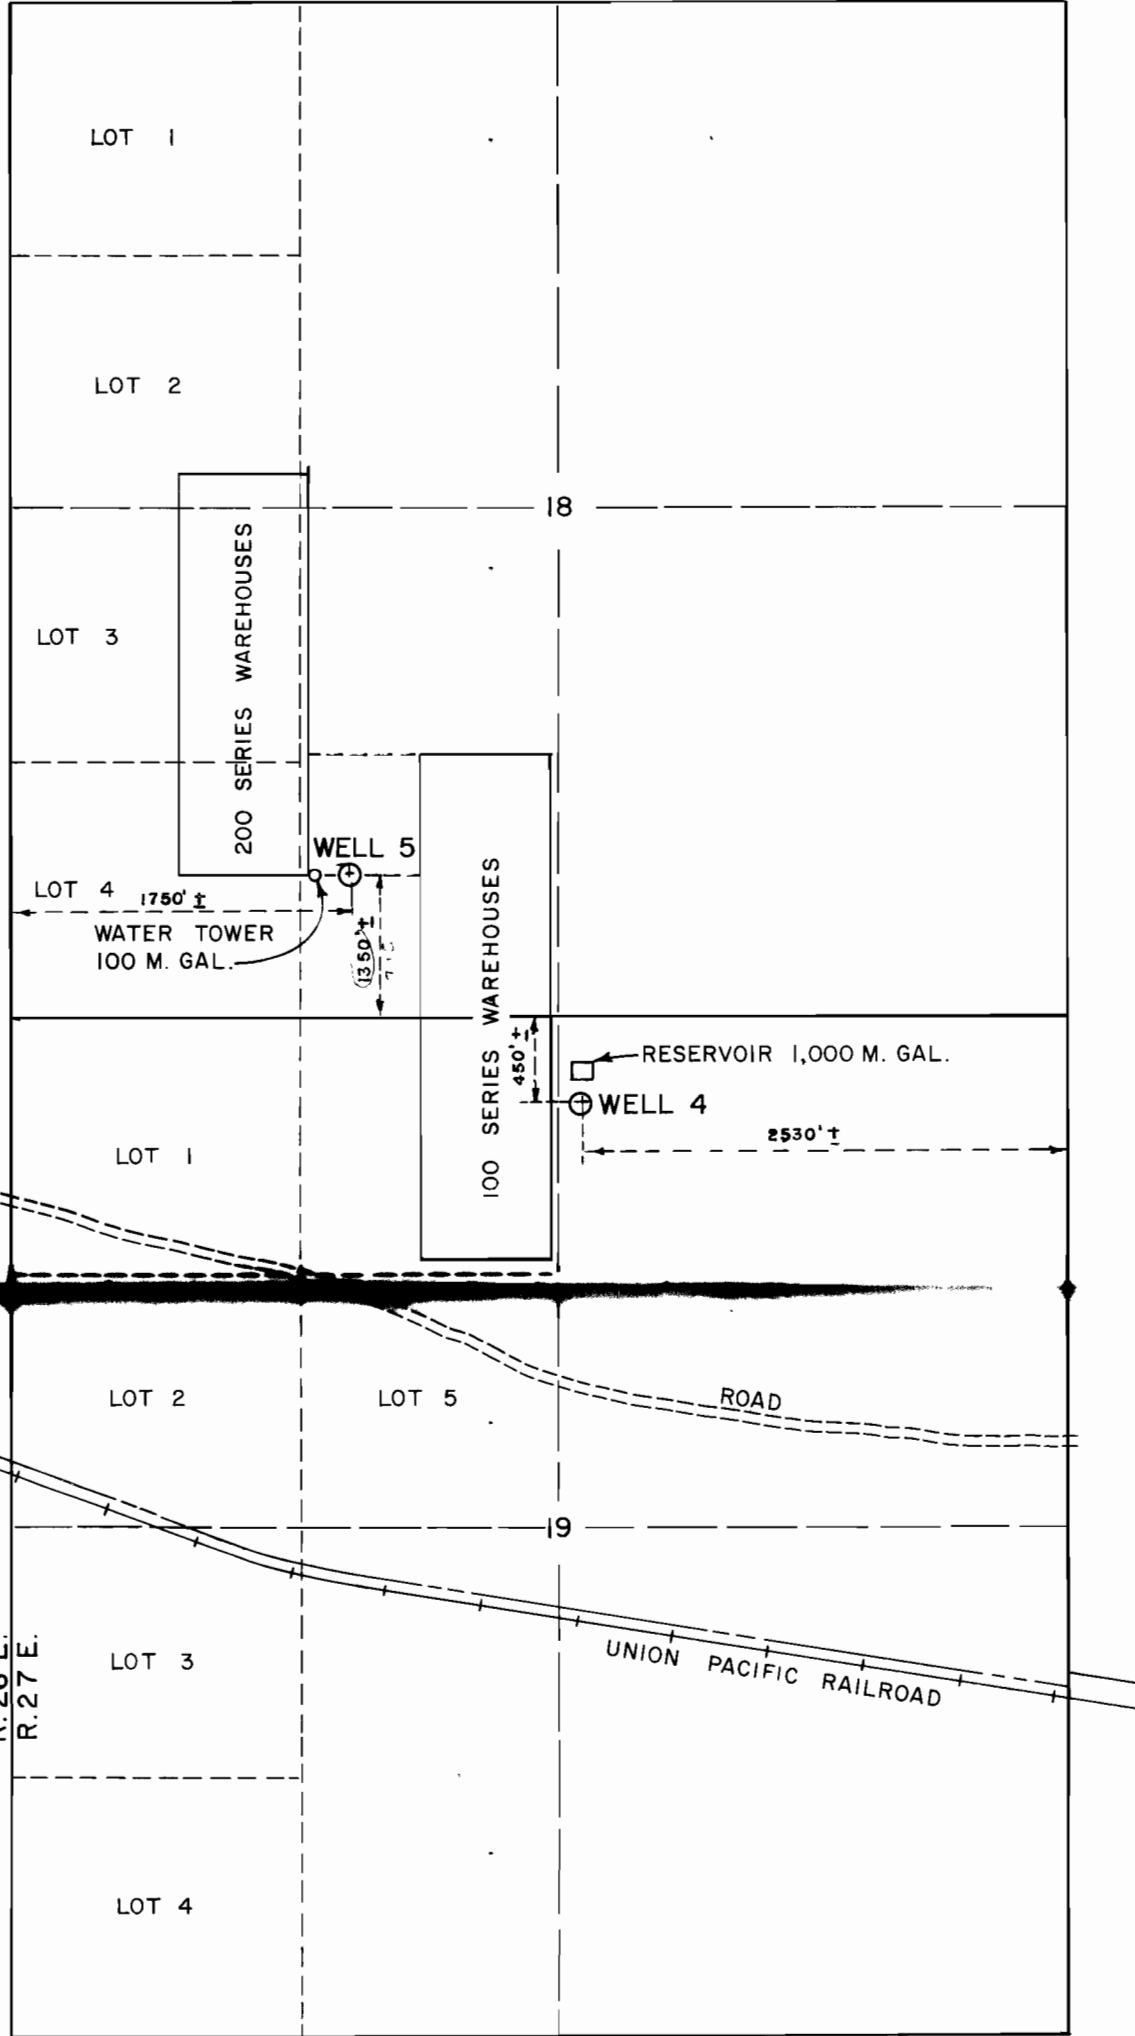 LOT 1
LOT 2
18
200 SERIES WAREHOUSES
LOT 3
WELL 5
LOT 4
1750' ±
WATER TOWER
100 M. GAL.
1350' ±
100 SERIES WAREHOUSES
450' ±
RESERVOIR 1,000 M. GAL.
WELL 4
2530' ±
LOT 1
LOT 2
LOT 5
ROAD
19
R.27 E.
LOT 3
UNION PACIFIC RAILROAD
LOT 4